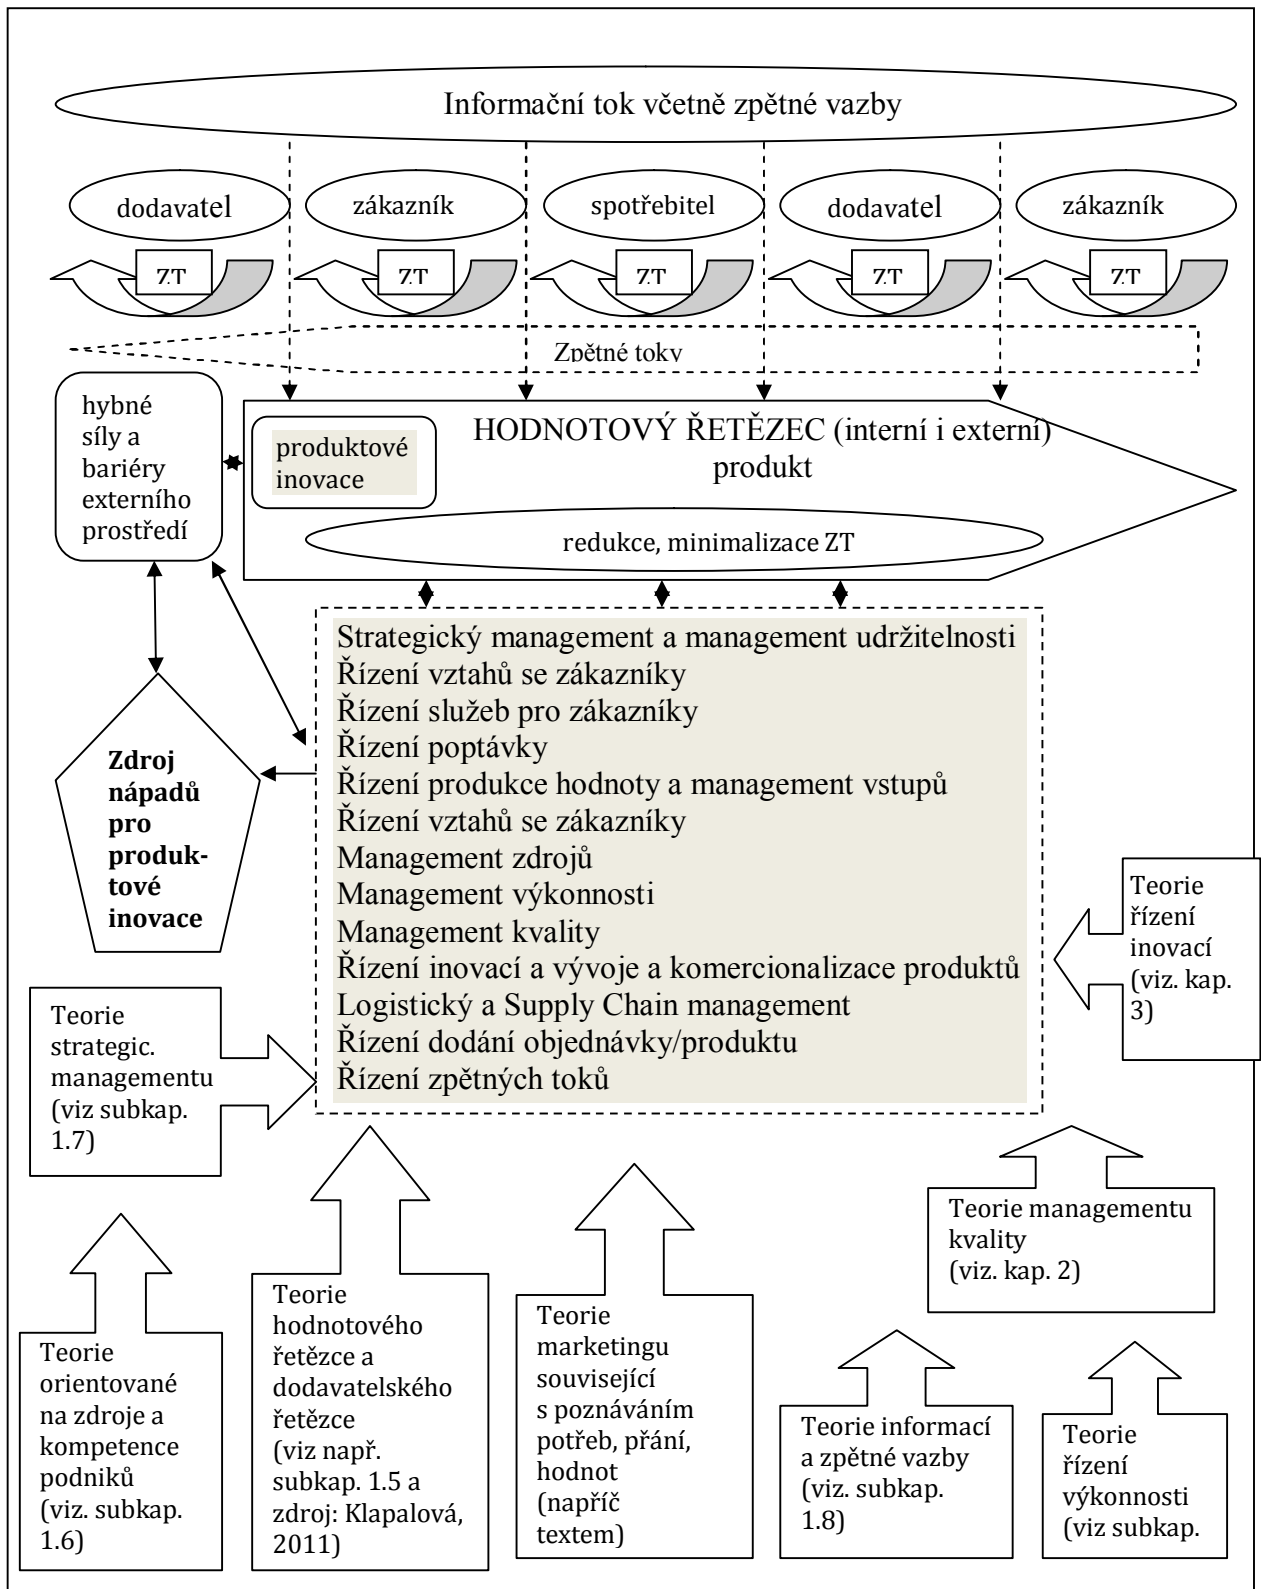 Informační tok včetně zpětné vazby
dodavatel
zákazník
spotřebitel
dodavatel
zákazník
ZT
ZT
ZT
ZT
ZT
Zpětné toky
hybné
síly a
bariéry
externího
prostředí
produktové
inovace
HODNOTOVÝ ŘETĚZEC (interní i externí)
produkt
redukce, minimalizace ZT
Strategický management a management udržitelnosti
Řízení vztahů se zákazníky
Řízení služeb pro zákazníky
Řízení poptávky
Řízení produkce hodnoty a management vstupů
Řízení vztahů se zákazníky
Management zdrojů
Management výkonnosti
Management kvality
Řízení inovací a vývoje a komercionalizace produktů
Logistický a Supply Chain management
Řízení dodání objednávky/produktu
Řízení zpětných toků
Zdroj
nápadů
pro
produk-
tové
inovace
Teorie
řízení
inovací
(viz. kap.
3)
Teorie
strategic.
managementu
(viz subkap.
1.7)
Teorie managementu
kvality
(viz. kap. 2)
Teorie
orientované
na zdroje a
kompetence
podniků
(viz. subkap.
1.6)
Teorie
hodnotového
řetězce a
dodavatelského
řetězce
(viz např.
subkap. 1.5 a
zdroj: Klapalová,
2011)
Teorie
marketingu
související
s poznáváním
potřeb, přání,
hodnot
(napříč
textem)
Teorie informací
a zpětné vazby
(viz. subkap.
1.8)
Teorie
řízení
výkonnosti
(viz subkap.